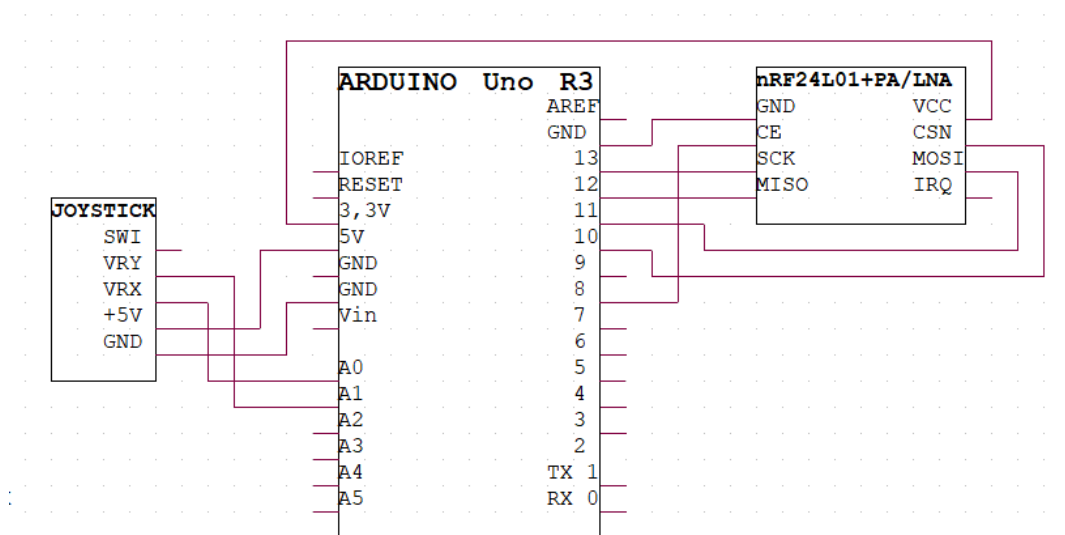 ARDUINO Uno R3
AREF
GND
IOREF 13
RESET 12
3,3V 11
5V 10
GND 9
GND 8
Vin 7
6
A0 5
A1 4
A2 3
A3 2
A4 TX 1
A5 RX 0
nRF24L01+PA/LNA
GND VCC
CE CSN
SCK MOSI
MISO IRQ
JOYSTICK
SWI
VRY
VRX
+5V
GND